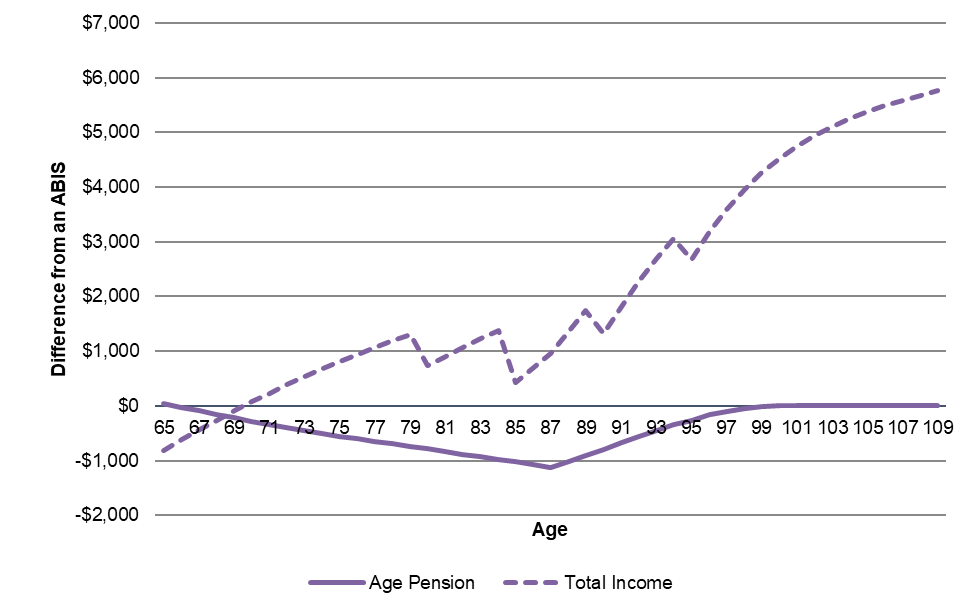 $7,000
$6,000
$5,000
$4,000
$3,000
$2,000
$1,000
$0
-$1,000
-$2,000
Difference from an ABIS
65 67 69 71 73 75 77 79 81 83 85 87 89 91 93 95 97 99 101 103 105 107 109
Age
Age Pension Total Income